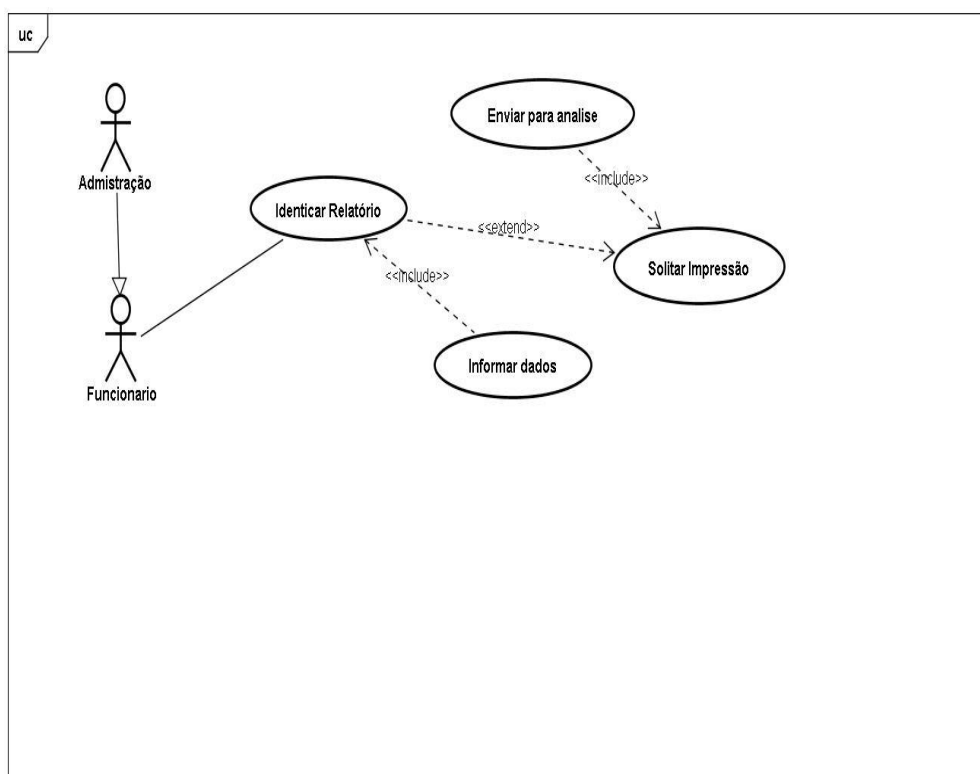 uc
Enviar para analise
<<include>>
Admistração
Identicar Relatório
<<extend>>
Solitar Impressão
<<include>>
Informar dados
Funcionario